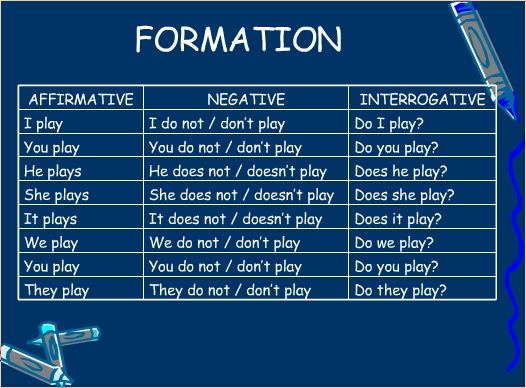 FORMATION
AFFIRMATIVE NEGATIVE INTERROGATIVE
I play I do not / don't play Do I play?
You play You do not / don't play Do you play?
He plays He does not / doesn't play Does he play?
She plays She does not / doesn't play Does she play?
It plays It does not / doesn't play Does it play?
We play We do not / don't play Do we play?
You play You do not / don't play Do you play?
They play They do not / don't play Do they play?